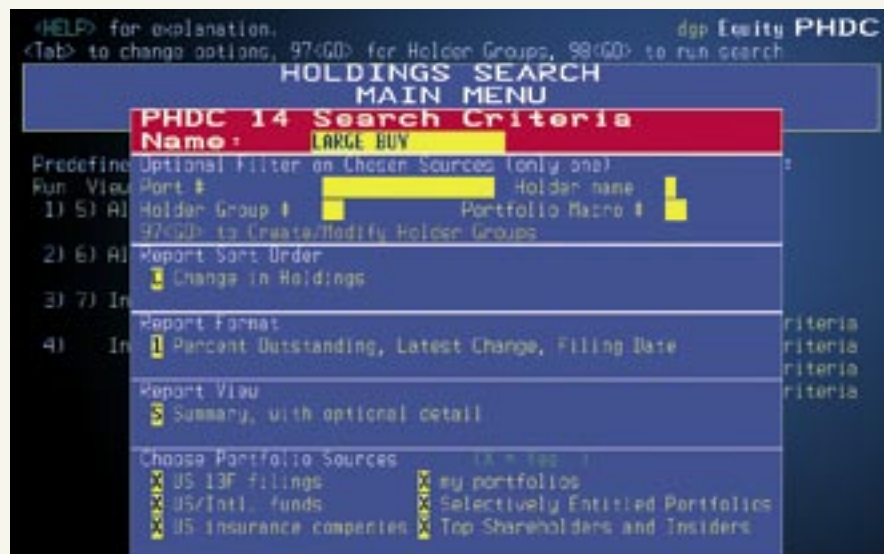 <HELP> for explanation. dgp Equity PHDC
<Tab> to change options, 97<GO> for Holder Groups, 98<GO> to run search
HOLDINGS SEARCH
MAIN MENU
PHDC 14 Search Criteria
Name: LARGE BUY
Predefine Optional Filter on Chosen Sources (only one) :
Run View Port # Holder name
1) 5) Al Holder Group # Portfolio Macro #
97<GO> to Create/Modify Holder Groups
2) 6) Al Report Sort Order
Change in Holdings
3) 7) In
Report Format riteria
4) In 1 Percent Outstanding, Latest Change, Filing Date riteria
riteria
Report View riteria
S Summary, with optional detail
Choose Portfolio Sources (X = Yes )
X US 13F filings X my portfolios
X US/Intl. funds X Selectively Entitled Portfolios
X US insurance companies X Top Shareholders and Insiders